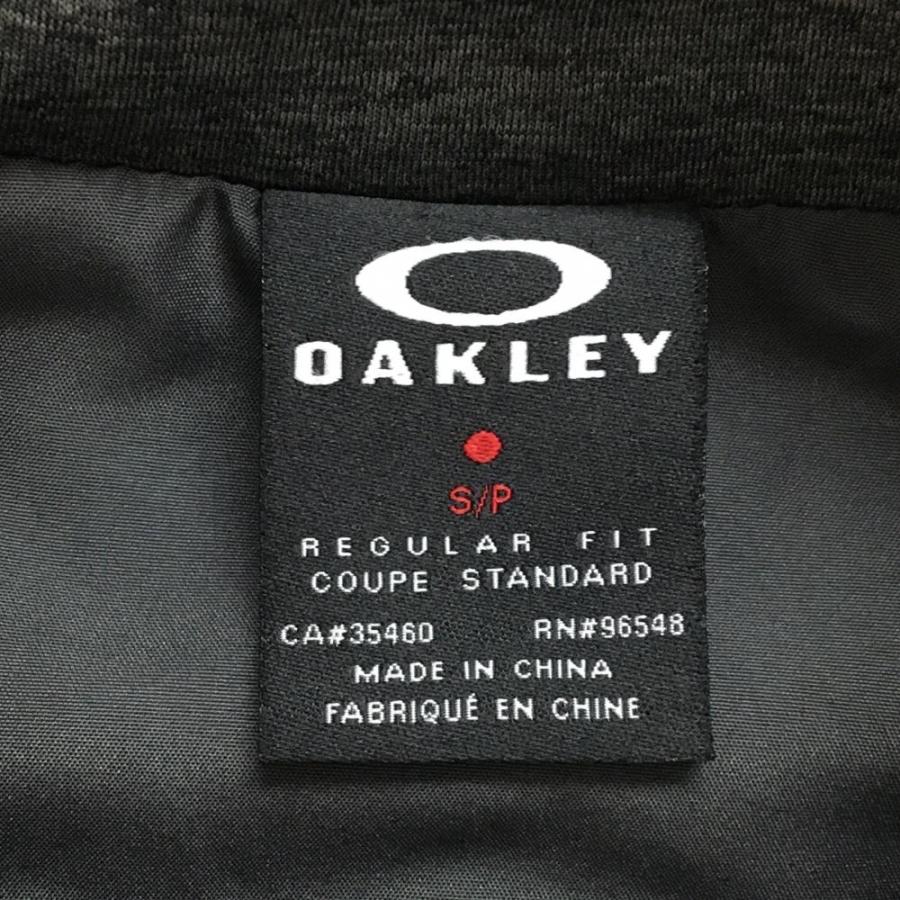 OAKLEY
S/P
REGULAR FIT
COUPE STANDARD
CA#35460 RN#96548
MADE IN CHINA
FABRIQUÉ EN CHINE